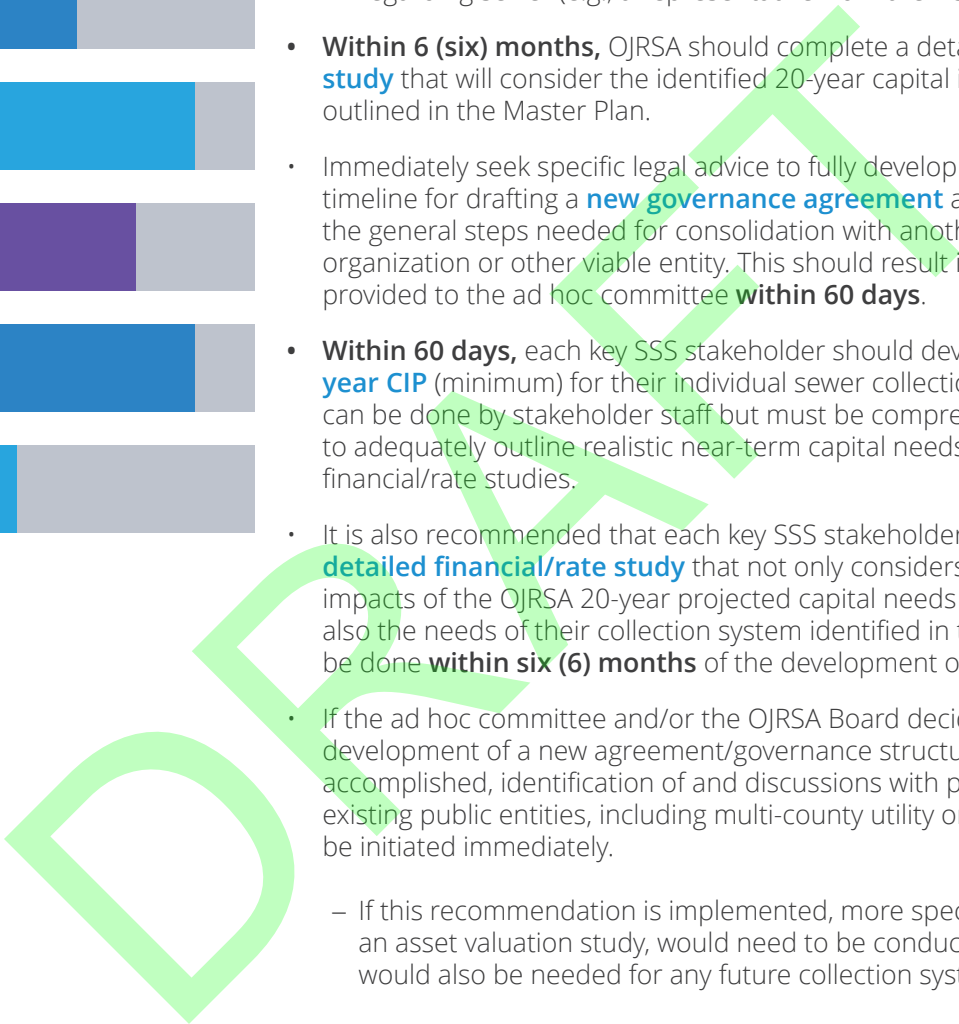 • Within 6 (six) months, OJRSA should complete a deta
study that will consider the identified 20-year capital i
outlined in the Master Plan.
• Immediately seek specific legal advice to fully develop
timeline for drafting a new governance agreement a
the general steps needed for consolidation with anoth
organization or other viable entity. This should result i
provided to the ad hoc committee within 60 days.
• Within 60 days, each key SSS stakeholder should dev
year CIP (minimum) for their individual sewer collectio
can be done by stakeholder staff but must be compre
to adequately outline realistic near-term capital needs
financial/rate studies.
• It is also recommended that each key SSS stakeholder
detailed financial/rate study that not only considers
impacts of the OJRSA 20-year projected capital needs
also the needs of their collection system identified in t
be done within six (6) months of the development o
• If the ad hoc committee and/or the OJRSA Board decid
development of a new agreement/governance structu
accomplished, identification of and discussions with p
existing public entities, including multi-county utility o
be initiated immediately.
– If this recommendation is implemented, more spec
an asset valuation study, would need to be conduc
would also be needed for any future collection syst
DRAFT